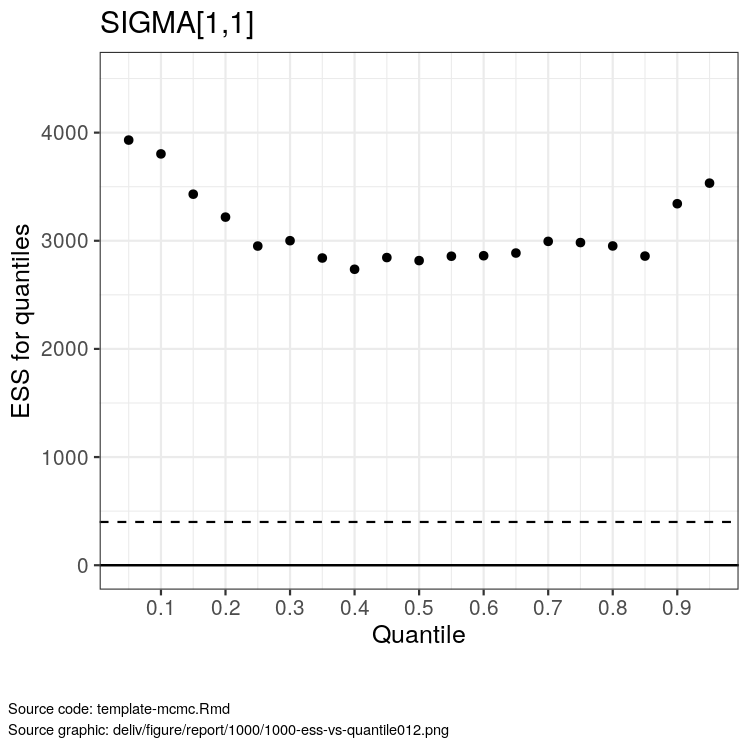 SIGMA[1,1]
ESS for quantiles
4000
3000
2000
1000
0
0.1 0.2 0.3 0.4 0.5 0.6 0.7 0.8 0.9
Quantile
Source code: template-mcmc.Rmd
Source graphic: deliv/figure/report/1000/1000-ess-vs-quantile012.png